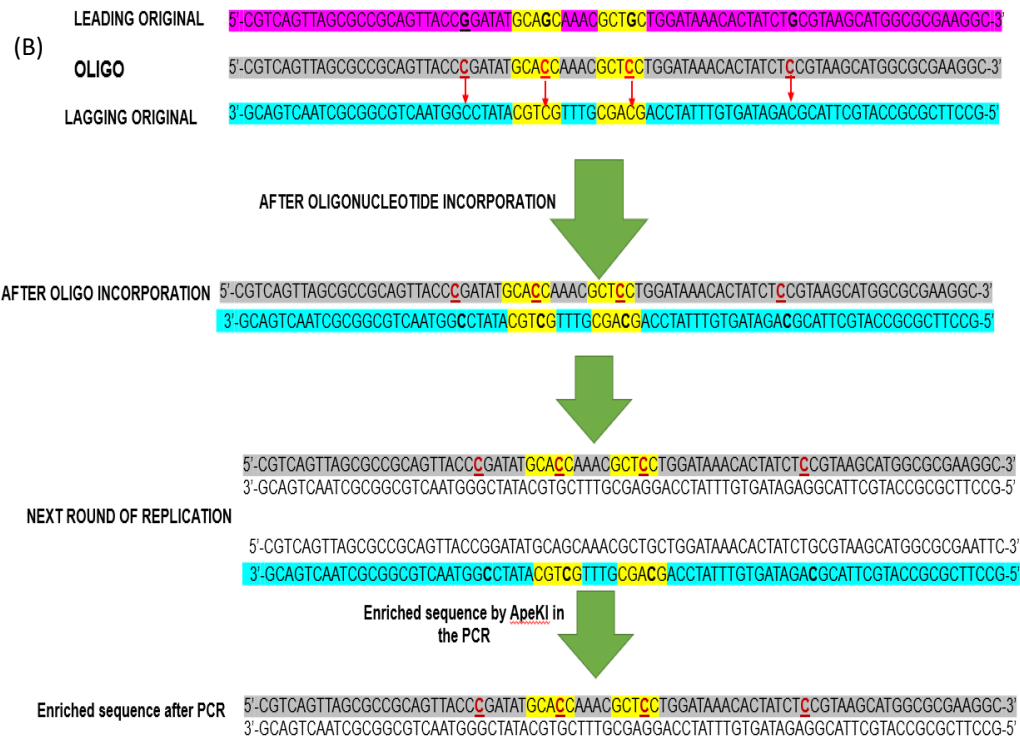 (B)
LEADING ORIGINAL
5'-CGTCAGTTAGCGCCGCAGTTACCGGATATGCAGCAAACGCTGCTGGATAAACACTATCTGCGTAAGCATGGCGCGAAGGC-3'
OLIGO
5'-CGTCAGTTAGCGCCGCAGTTACCCGATATGCACCAAACGCTCCTGGATAAACACTATCTCCGTAAGCATGGCGCGAAGGC-3'
LAGGING ORIGINAL
3'-GCAGTCAATCGCGGCGTCAATGGCCTATACGTCGTTTGCGACGACCTATTTGTGATAGACGCATTCGTACCGCGCTTCCG-5'
AFTER OLIGONUCLEOTIDE INCORPORATION
AFTER OLIGO INCORPORATION
5'-CGTCAGTTAGCGCCGCAGTTACCCGATATGCACCAAACGCTCCTGGATAAACACTATCTCCGTAAGCATGGCGCGAAGGC-3'
3'-GCAGTCAATCGCGGCGTCAATGGCCTATACGTCGTTTGCGACGACCTATTTGTGATAGACGCATTCGTACCGCGCTTCCG-5'
5'-CGTCAGTTAGCGCCGCAGTTACCCGATATGCACCAAACGCTCCTGGATAAACACTATCTCCGTAAGCATGGCGCGAAGGC-3'
3'-GCAGTCAATCGCGGCGTCAATGGGCTATACGTGCTTTGCGAGGACCTATTTGTGATAGAGGCATTCGTACCGCGCTTCCG-5'
NEXT ROUND OF REPLICATION
5'-CGTCAGTTAGCGCCGCAGTTACCGGATATGCAGCAAACGCTGCTGGATAAACACTATCTGCGTAAGCATGGCGCGAATTC-3'
3'-GCAGTCAATCGCGGCGTCAATGGCCTATACGTCGTTTGCGACGACCTATTTGTGATAGACGCATTCGTACCGCGCTTCCG-5'
Enriched sequence by ApeKI in
the PCR
Enriched sequence after PCR
5'-CGTCAGTTAGCGCCGCAGTTACCCGATATGCACCAAACGCTCCTGGATAAACACTATCTCCGTAAGCATGGCGCGAAGGC-3'
3'-GCAGTCAATCGCGGCGTCAATGGGCTATACGTGCTTTGCGAGGACCTATTTGTGATAGAGGCATTCGTACCGCGCTTCCG-5'